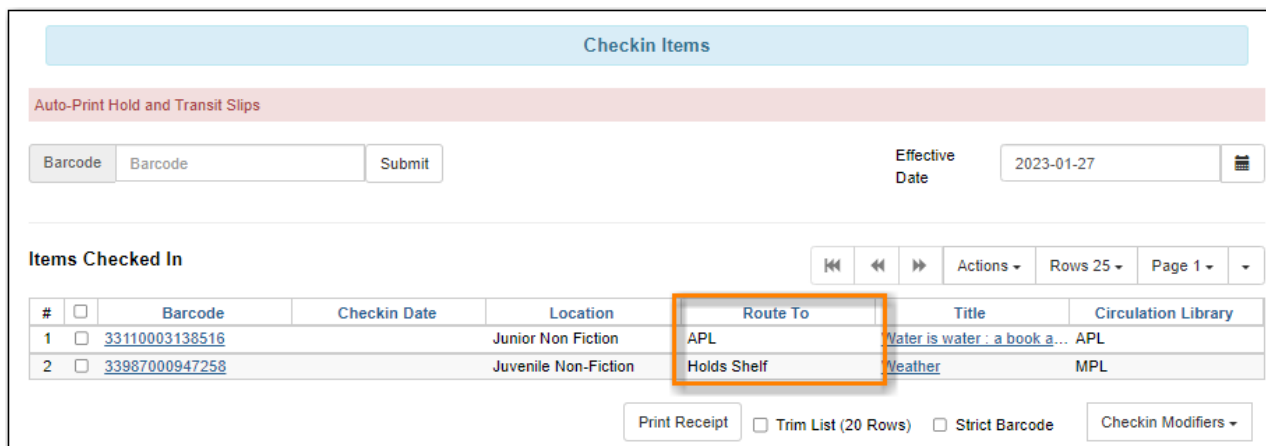 Checkin Items
Auto-Print Hold and Transit Slips
Barcode Barcode Submit Effective Date 2023-01-27
Items Checked In Actions Rows 25 Page 1
# Barcode Checkin Date Location Route To Title Circulation Library
1 33110003138516 Junior Non Fiction APL Water is water : a book a... APL
2 33987000947258 Juvenile Non-Fiction Holds Shelf Weather MPL
Print Receipt Trim List (20 Rows) Strict Barcode Checkin Modifiers